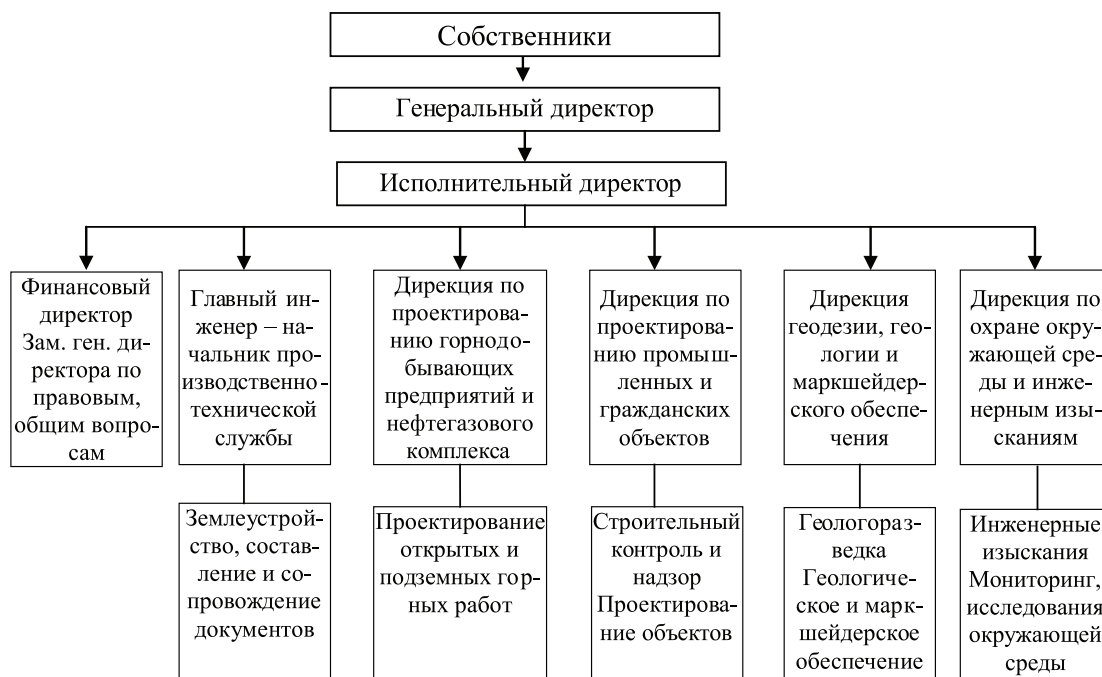 Собственники
Генеральный директор
Исполнительный директор
Финансовый
директор
Зам. ген. ди-
ректора по
правовым,
общим вопро-
сам
Главный ин-
женер – на-
чальник про-
изводственно-
технической
службы
Дирекция по
проектирова-
нию горнодо-
бывающих
предприятий и
нефтегазового
комплекса
Дирекция по
проектирова-
нию промыш-
ленных и
гражданских
объектов
Дирекция
геодезии, гео-
логии и
маркшейдер-
ского обеспе-
чения
Дирекция по
охране окру-
жающей сре-
ды и инже-
нерным изы-
сканиям
Землеустрой-
ство, состав-
ление и со-
провождение
документов
Проектирование
открытых и
подземных гор-
ных работ
Строительный
контроль и
надзор
Проектирова-
ние объектов
Геологораз-
ведка
Геологиче-
ское и марк-
шейдерское
обеспечение
Инженерные
изыскания
Мониторинг,
исследования
окружающей
среды